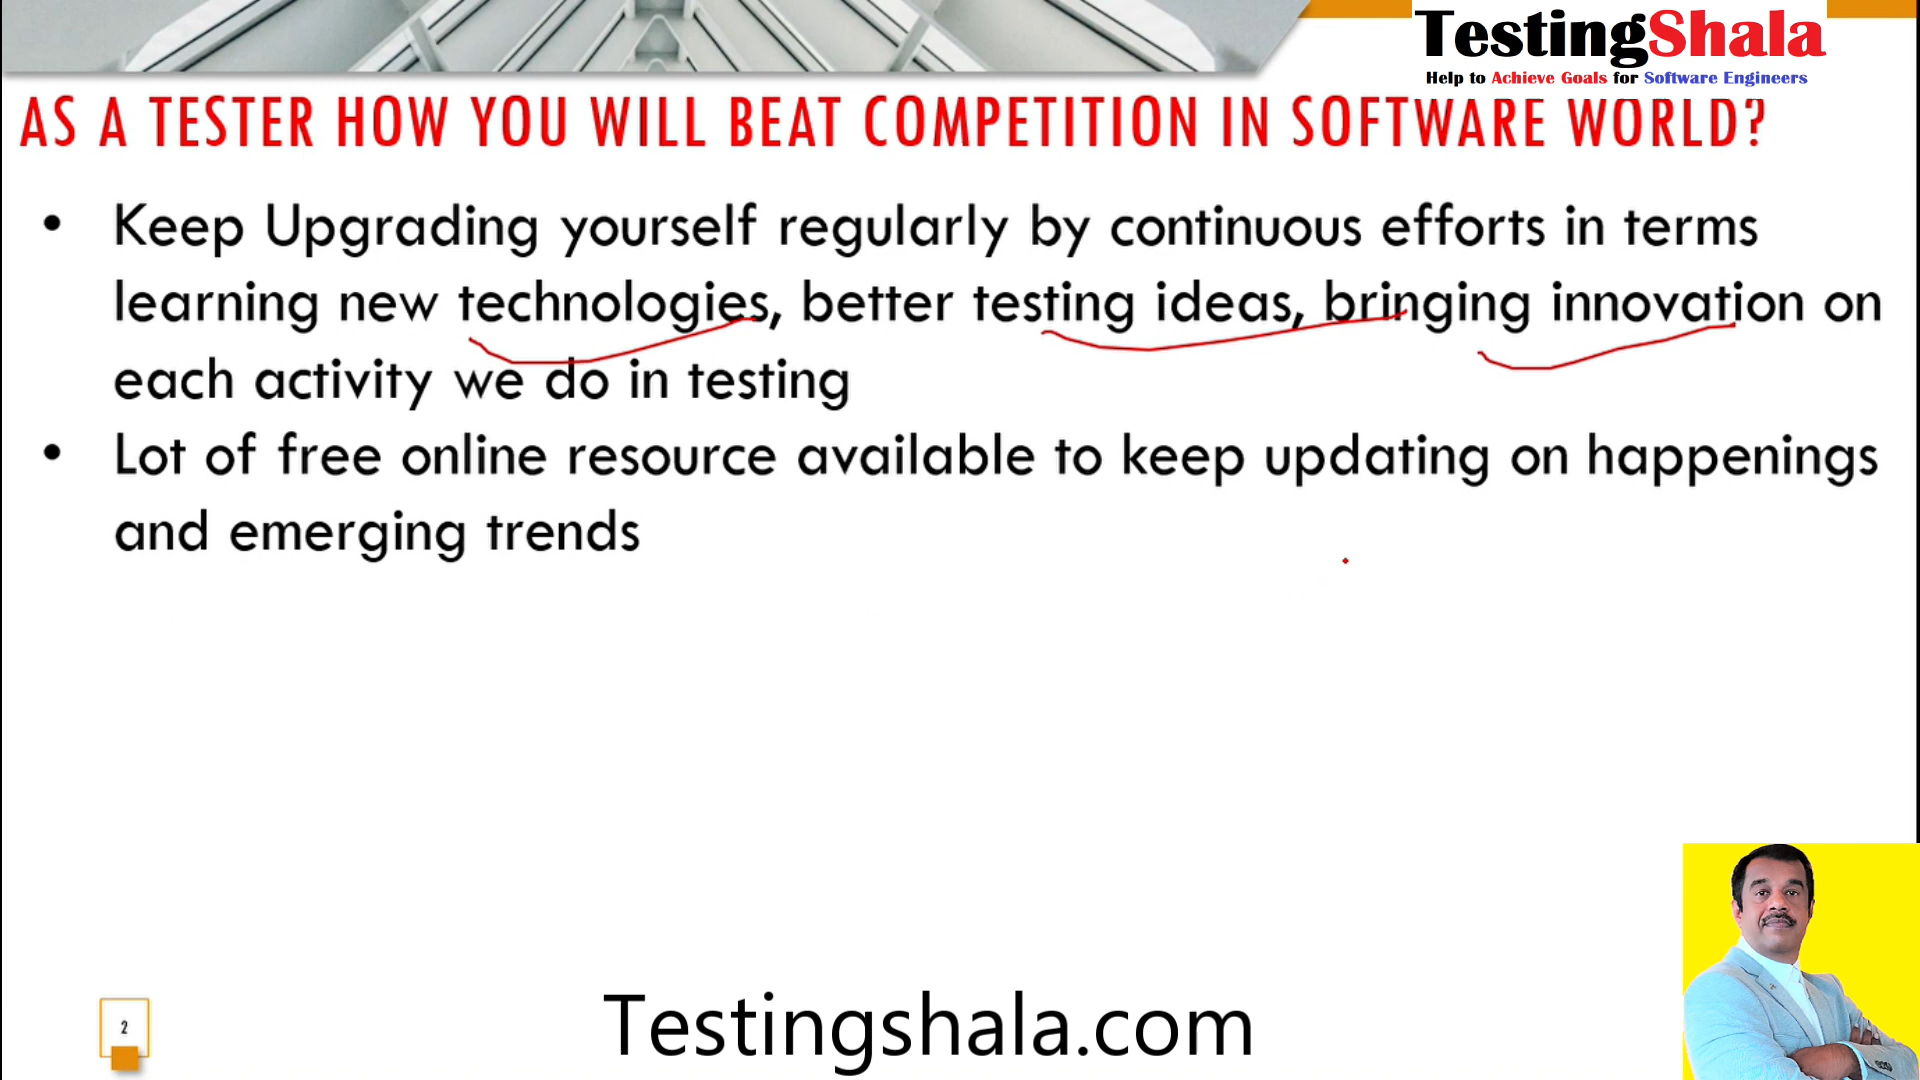 TestingShala
Help to Achieve Goals for Software Engineers
AS A TESTER HOW YOU WILL BEAT COMPETITION IN SOFTWARE WORLD?
• Keep Upgrading yourself regularly by continuous efforts in terms
learning new technologies, better testing ideas, bringing innovation on
each activity we do in testing
• Lot of free online resource available to keep updating on happenings
and emerging trends
2
Testingshala.com